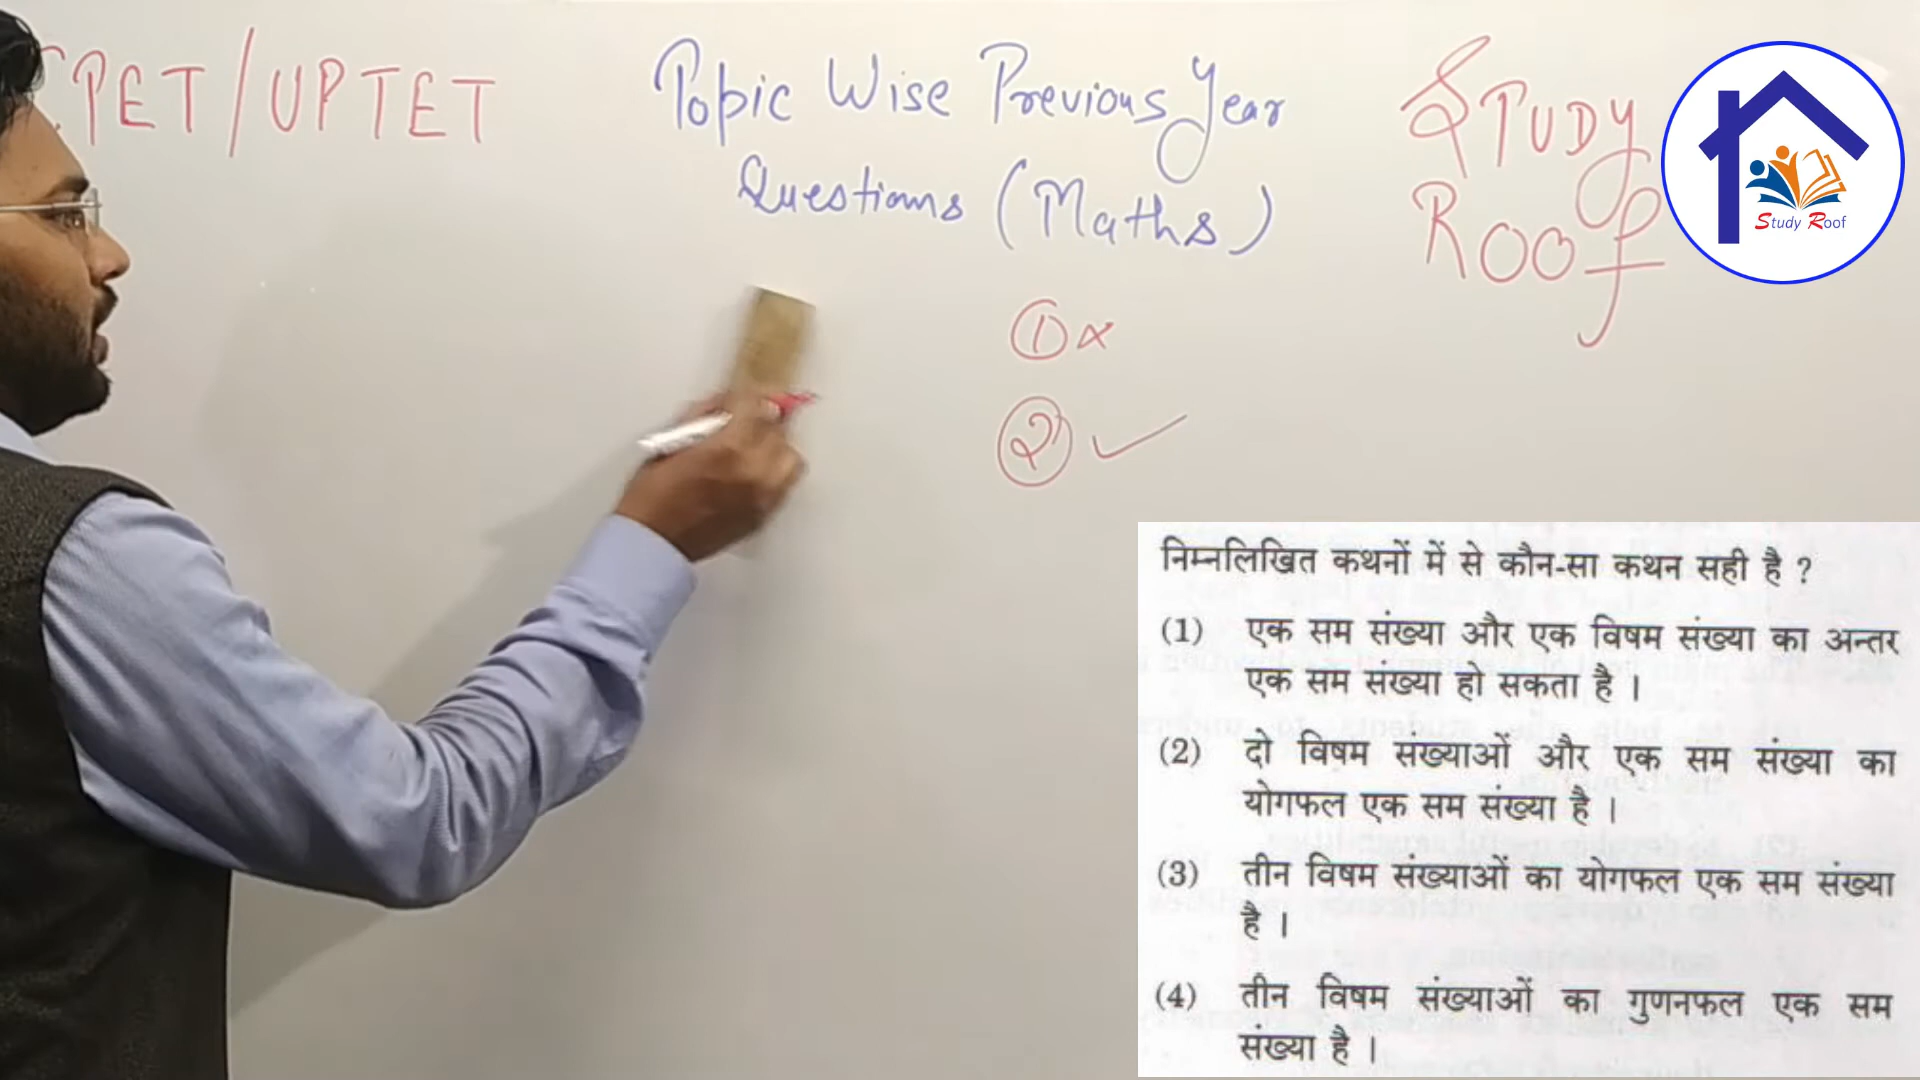 CPET/UPTET
Topic Wise Previous Year
Questions (Maths)
STUDY
ROOF
Study Roof
① ×
② ✓
निम्नलिखित कथनों में से कौन-सा कथन सही है ?
(1) एक सम संख्या और एक विषम संख्या का अन्तर
एक सम संख्या हो सकता है ।
(2) दो विषम संख्याओं और एक सम संख्या का
योगफल एक सम संख्या है ।
(3) तीन विषम संख्याओं का योगफल एक सम संख्या
है ।
(4) तीन विषम संख्याओं का गुणनफल एक सम
संख्या है ।